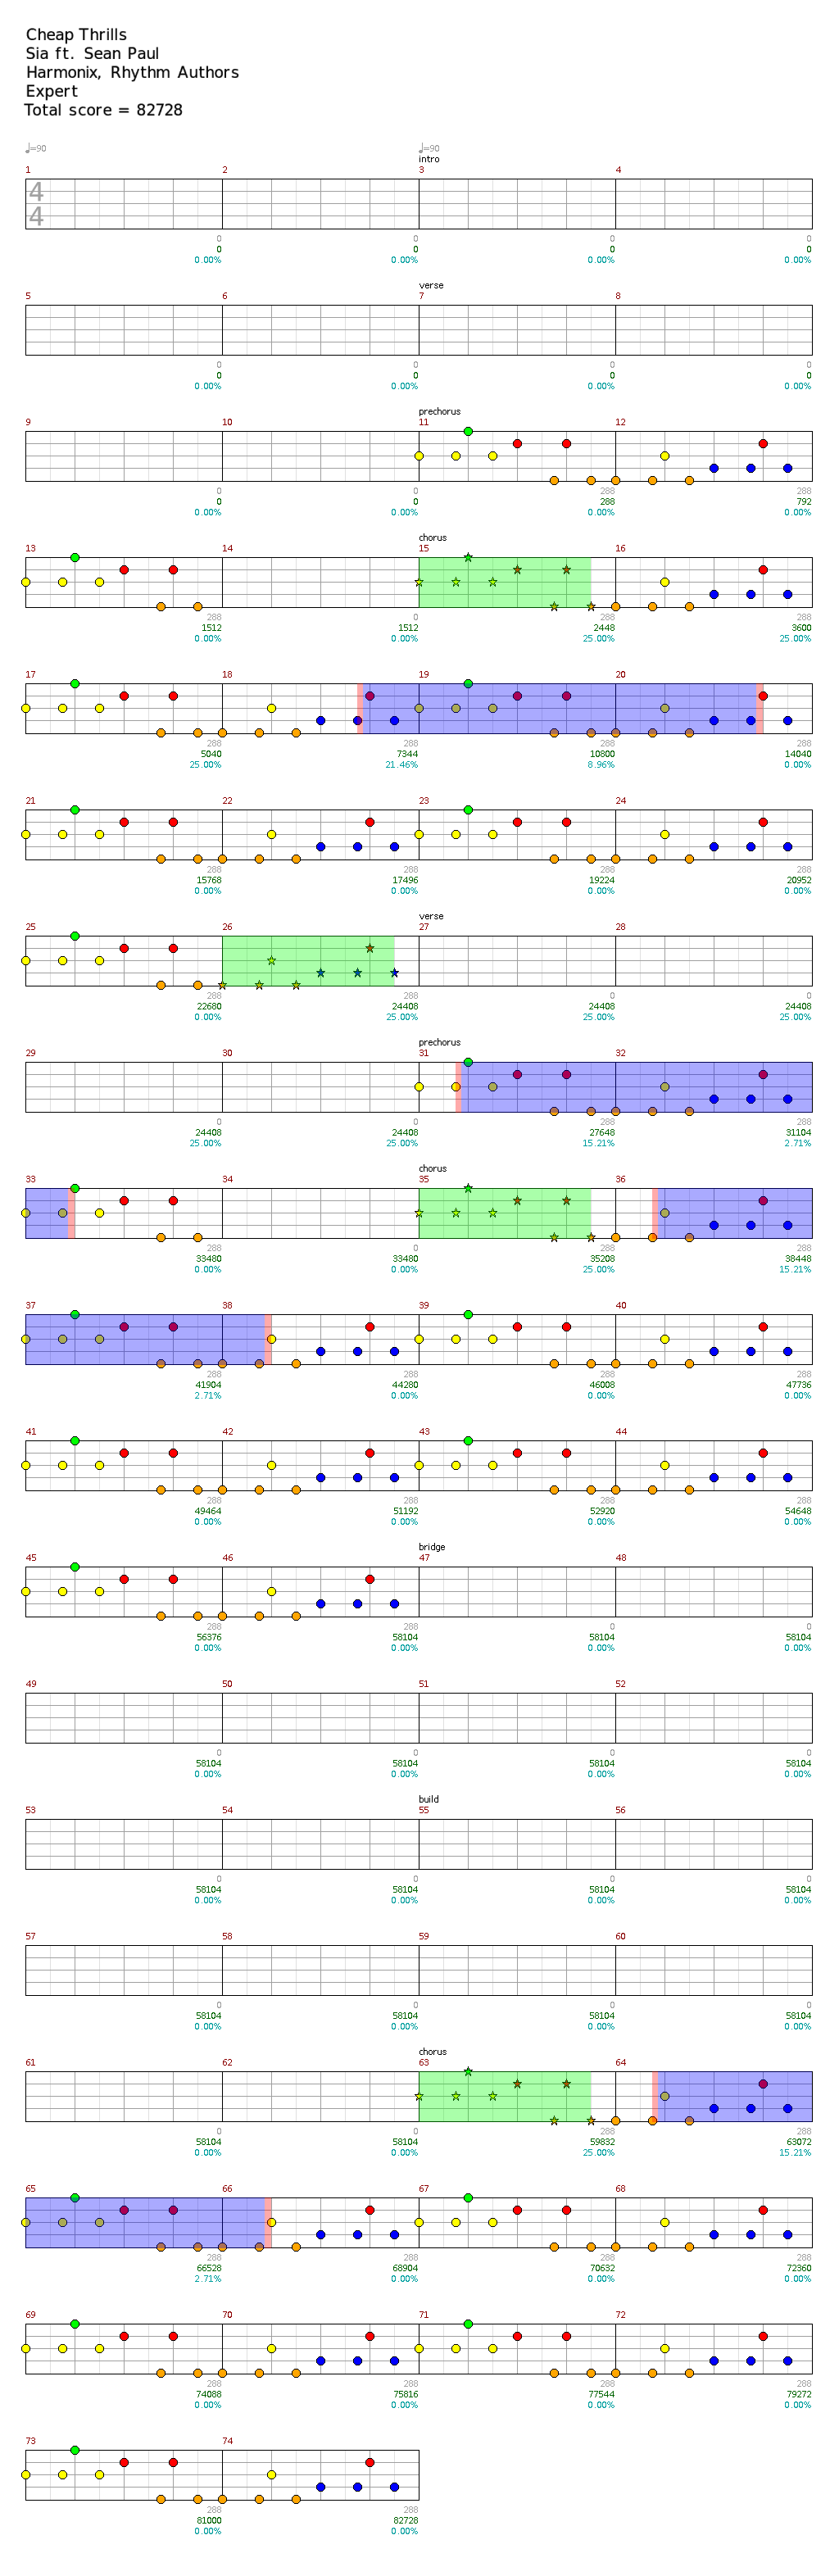 Cheap Thrills
Sia ft. Sean Paul
Harmonix, Rhythm Authors
Expert
Total score = 82728
♩=90 ♩=90
intro
1 2 3 4
4
4
0 0 0 0
0 0 0 0
0.00% 0.00% 0.00% 0.00%
verse
5 6 7 8
0 0 0 0
0 0 0 0
0.00% 0.00% 0.00% 0.00%
prechorus
9 10 11 12
0 0 288 288
0 0 288 792
0.00% 0.00% 0.00% 0.00%
chorus
13 14 15 16
288 0 288 288
1512 1512 2448 3600
0.00% 0.00% 25.00% 25.00%
17 18 19 20
288 288 288 288
5040 7344 10800 14040
25.00% 21.46% 8.96% 0.00%
21 22 23 24
288 288 288 288
15768 17496 19224 20952
0.00% 0.00% 0.00% 0.00%
verse
25 26 27 28
288 288 0 0
22680 24408 24408 24408
0.00% 25.00% 25.00% 25.00%
prechorus
29 30 31 32
0 0 288 288
24408 24408 27648 31104
25.00% 25.00% 15.21% 2.71%
chorus
33 34 35 36
288 0 288 288
33480 33480 35208 38448
0.00% 0.00% 25.00% 15.21%
37 38 39 40
288 288 288 288
41904 44280 46008 47736
2.71% 0.00% 0.00% 0.00%
41 42 43 44
288 288 288 288
49464 51192 52920 54648
0.00% 0.00% 0.00% 0.00%
bridge
45 46 47 48
288 288 0 0
56376 58104 58104 58104
0.00% 0.00% 0.00% 0.00%
49 50 51 52
0 0 0 0
58104 58104 58104 58104
0.00% 0.00% 0.00% 0.00%
build
53 54 55 56
0 0 0 0
58104 58104 58104 58104
0.00% 0.00% 0.00% 0.00%
57 58 59 60
0 0 0 0
58104 58104 58104 58104
0.00% 0.00% 0.00% 0.00%
chorus
61 62 63 64
0 0 288 288
58104 58104 59832 63072
0.00% 0.00% 25.00% 15.21%
65 66 67 68
288 288 288 288
66528 68904 70632 72360
2.71% 0.00% 0.00% 0.00%
69 70 71 72
288 288 288 288
74088 75816 77544 79272
0.00% 0.00% 0.00% 0.00%
73 74
288 288
81000 82728
0.00% 0.00%